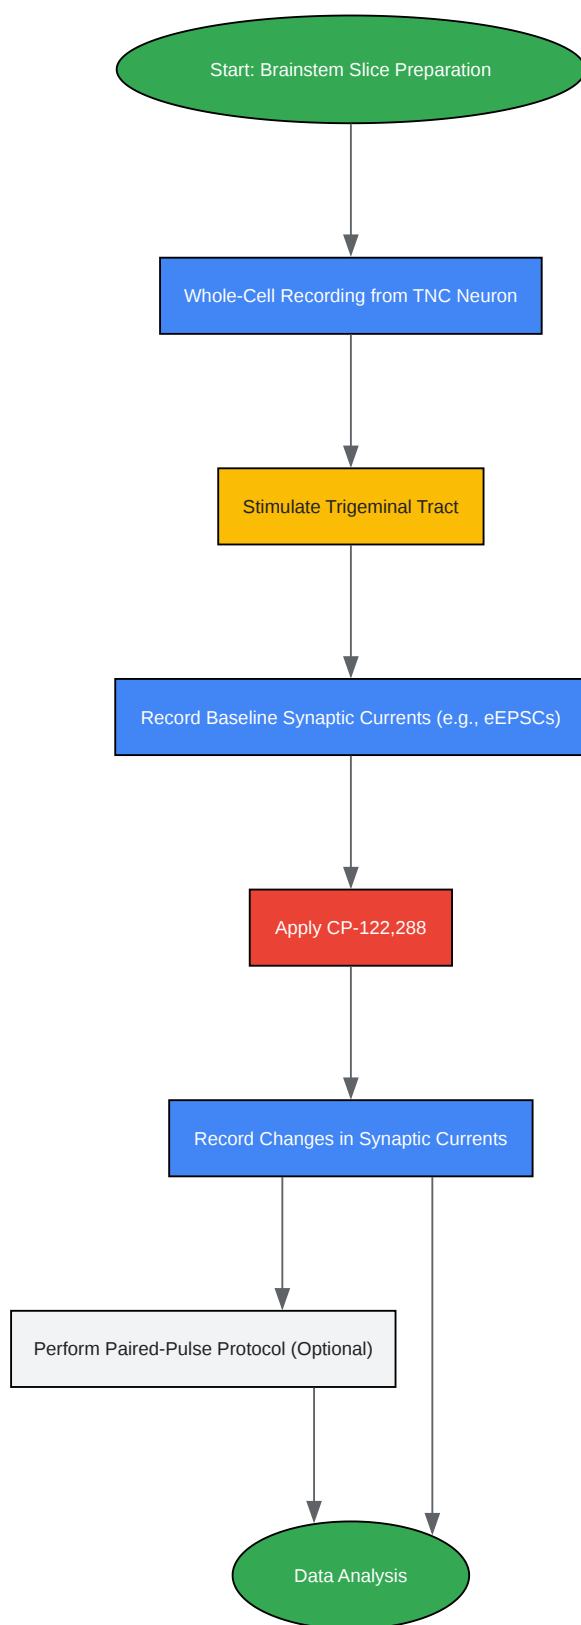 Start: Brainstem Slice Preparation
Whole-Cell Recording from TNC Neuron
Stimulate Trigeminal Tract
Record Baseline Synaptic Currents (e.g., eEPSCs)
Apply CP-122,288
Record Changes in Synaptic Currents
Perform Paired-Pulse Protocol (Optional)
Data Analysis